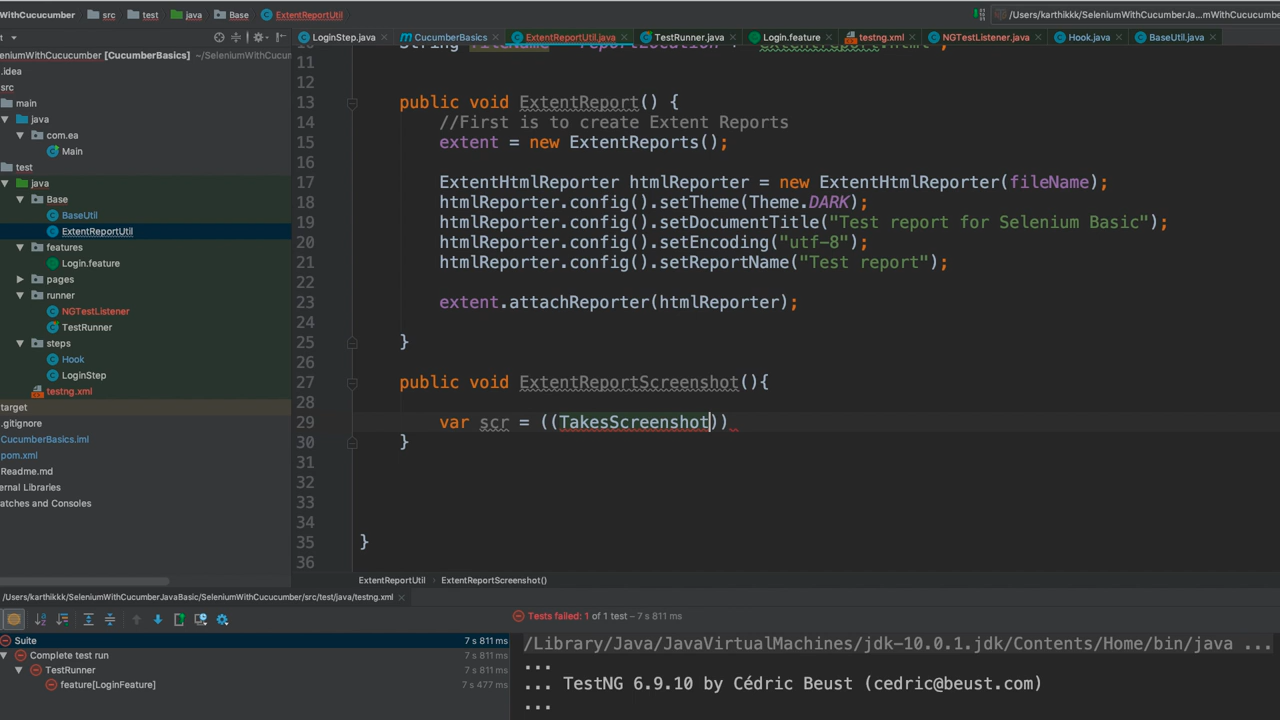 WithCucucumber src test java Base ExtentReportUtil /Users/karthikkk/SeleniumWithCucumberJa...mWithCucucumber
eleniumWithCucucumber [CucumberBasics] ~/SeleniumWithCucum
LoginStep.java CucumberBasics ExtentReportUtil.java TestRunner.java Login.feature testng.xml NGTestListener.java Hook.java BaseUtil.java
.idea
src
main
java
com.ea
Main
test
java
Base
BaseUtil
ExtentReportUtil
features
Login.feature
pages
runner
NGTestListener
TestRunner
steps
Hook
LoginStep
testng.xml
target
.gitignore
CucumberBasics.iml
pom.xml
Readme.md
ernal Libraries
atches and Consoles
11
12
13 public void ExtentReport() {
14 //First is to create Extent Reports
15 extent = new ExtentReports();
16
17 ExtentHtmlReporter htmlReporter = new ExtentHtmlReporter(fileName);
18 htmlReporter.config().setTheme(Theme.DARK);
19 htmlReporter.config().setDocumentTitle("Test report for Selenium Basic");
20 htmlReporter.config().setEncoding("utf-8");
21 htmlReporter.config().setReportName("Test report");
22
23 extent.attachReporter(htmlReporter);
24
25 }
26
27 public void ExtentReportScreenshot(){
28
29 var scr = ((TakesScreenshot))
30 }
31
32
33
34
35 }
36
ExtentReportUtil ExtentReportScreenshot()
/Users/karthikkk/SeleniumWithCucumberJavaBasic/SeleniumWithCucucumber/src/test/java/testng.xml
Tests failed: 1 of 1 test – 7 s 811 ms
Suite 7 s 811 ms
Complete test run 7 s 811 ms
TestRunner 7 s 811 ms
feature[LoginFeature] 7 s 477 ms
/Library/Java/JavaVirtualMachines/jdk-10.0.1.jdk/Contents/Home/bin/java ...
...
... TestNG 6.9.10 by Cédric Beust (cedric@beust.com)
...